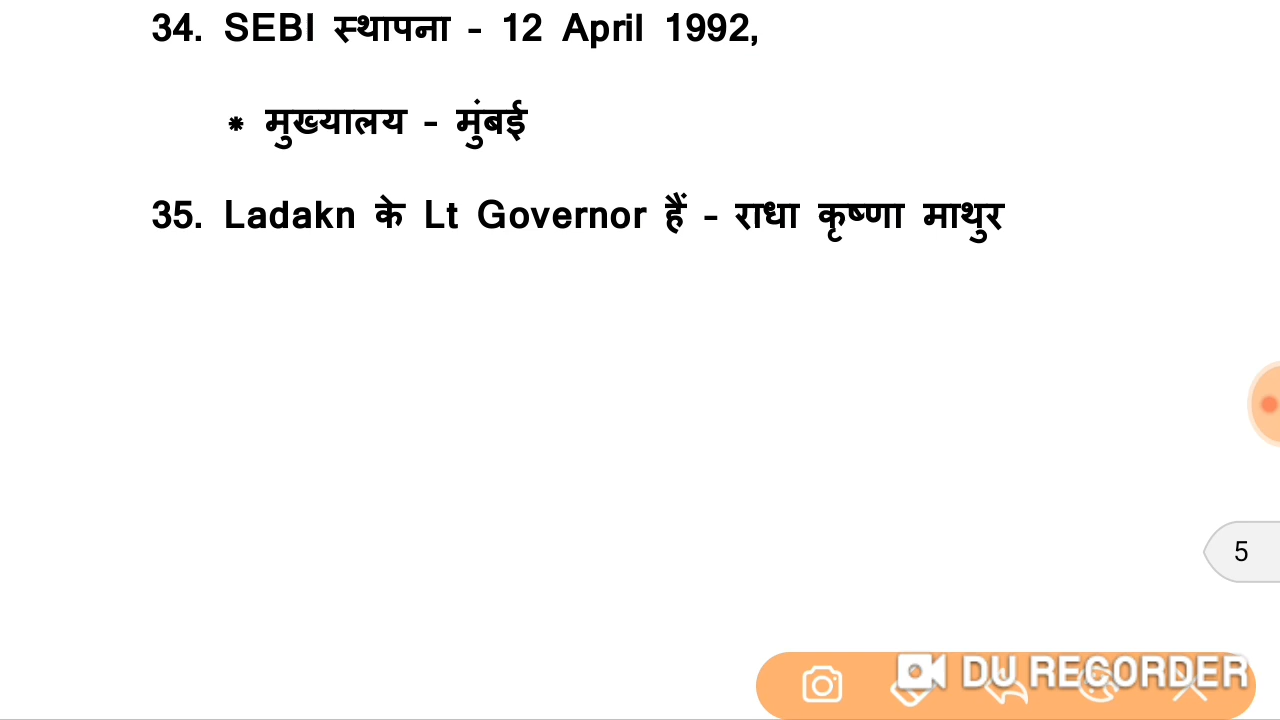 34. SEBI स्थापना - 12 April 1992,
* मुख्यालय - मुंबई
35. Ladakn के Lt Governor हैं - राधा कृष्णा माथुर
5
DU RECORDER